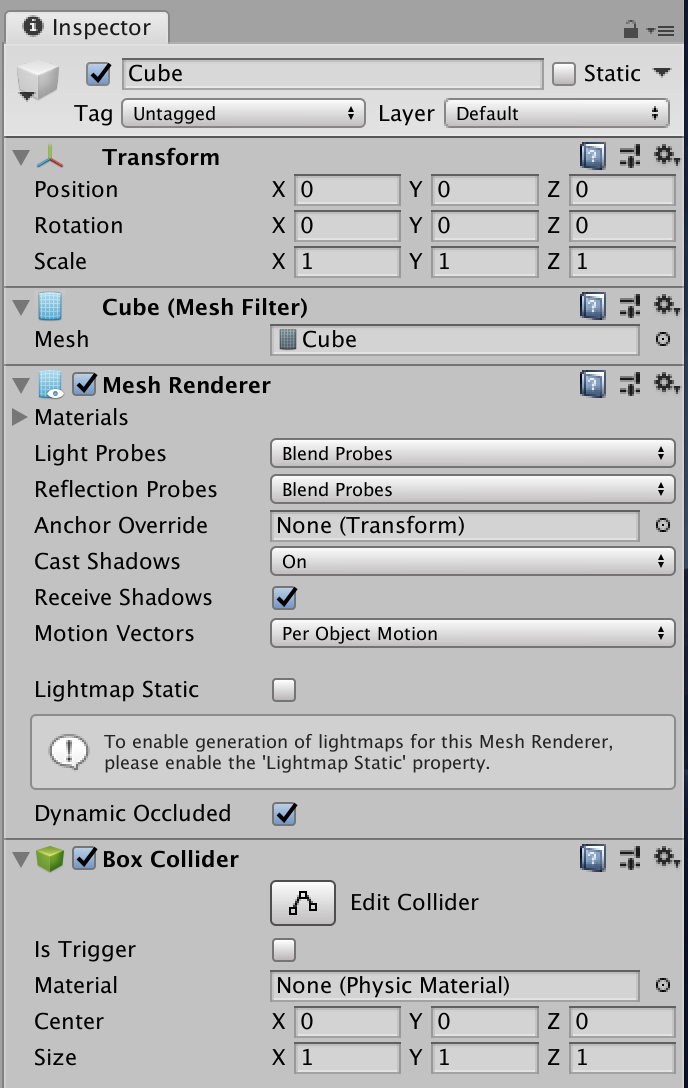 Inspector
Cube Static
Tag Untagged Layer Default
Transform
Position X 0 Y 0 Z 0
Rotation X 0 Y 0 Z 0
Scale X 1 Y 1 Z 1
Cube (Mesh Filter)
Mesh Cube
Mesh Renderer
Materials
Light Probes Blend Probes
Reflection Probes Blend Probes
Anchor Override None (Transform)
Cast Shadows On
Receive Shadows
Motion Vectors Per Object Motion
Lightmap Static
To enable generation of lightmaps for this Mesh Renderer,
please enable the 'Lightmap Static' property.
Dynamic Occluded
Box Collider
Edit Collider
Is Trigger
Material None (Physic Material)
Center X 0 Y 0 Z 0
Size X 1 Y 1 Z 1